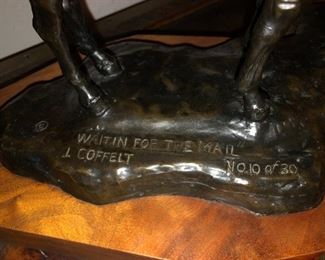 ©
"WAITIN FOR THE MAIL"
J. COFFELT
NO. 10 of 30